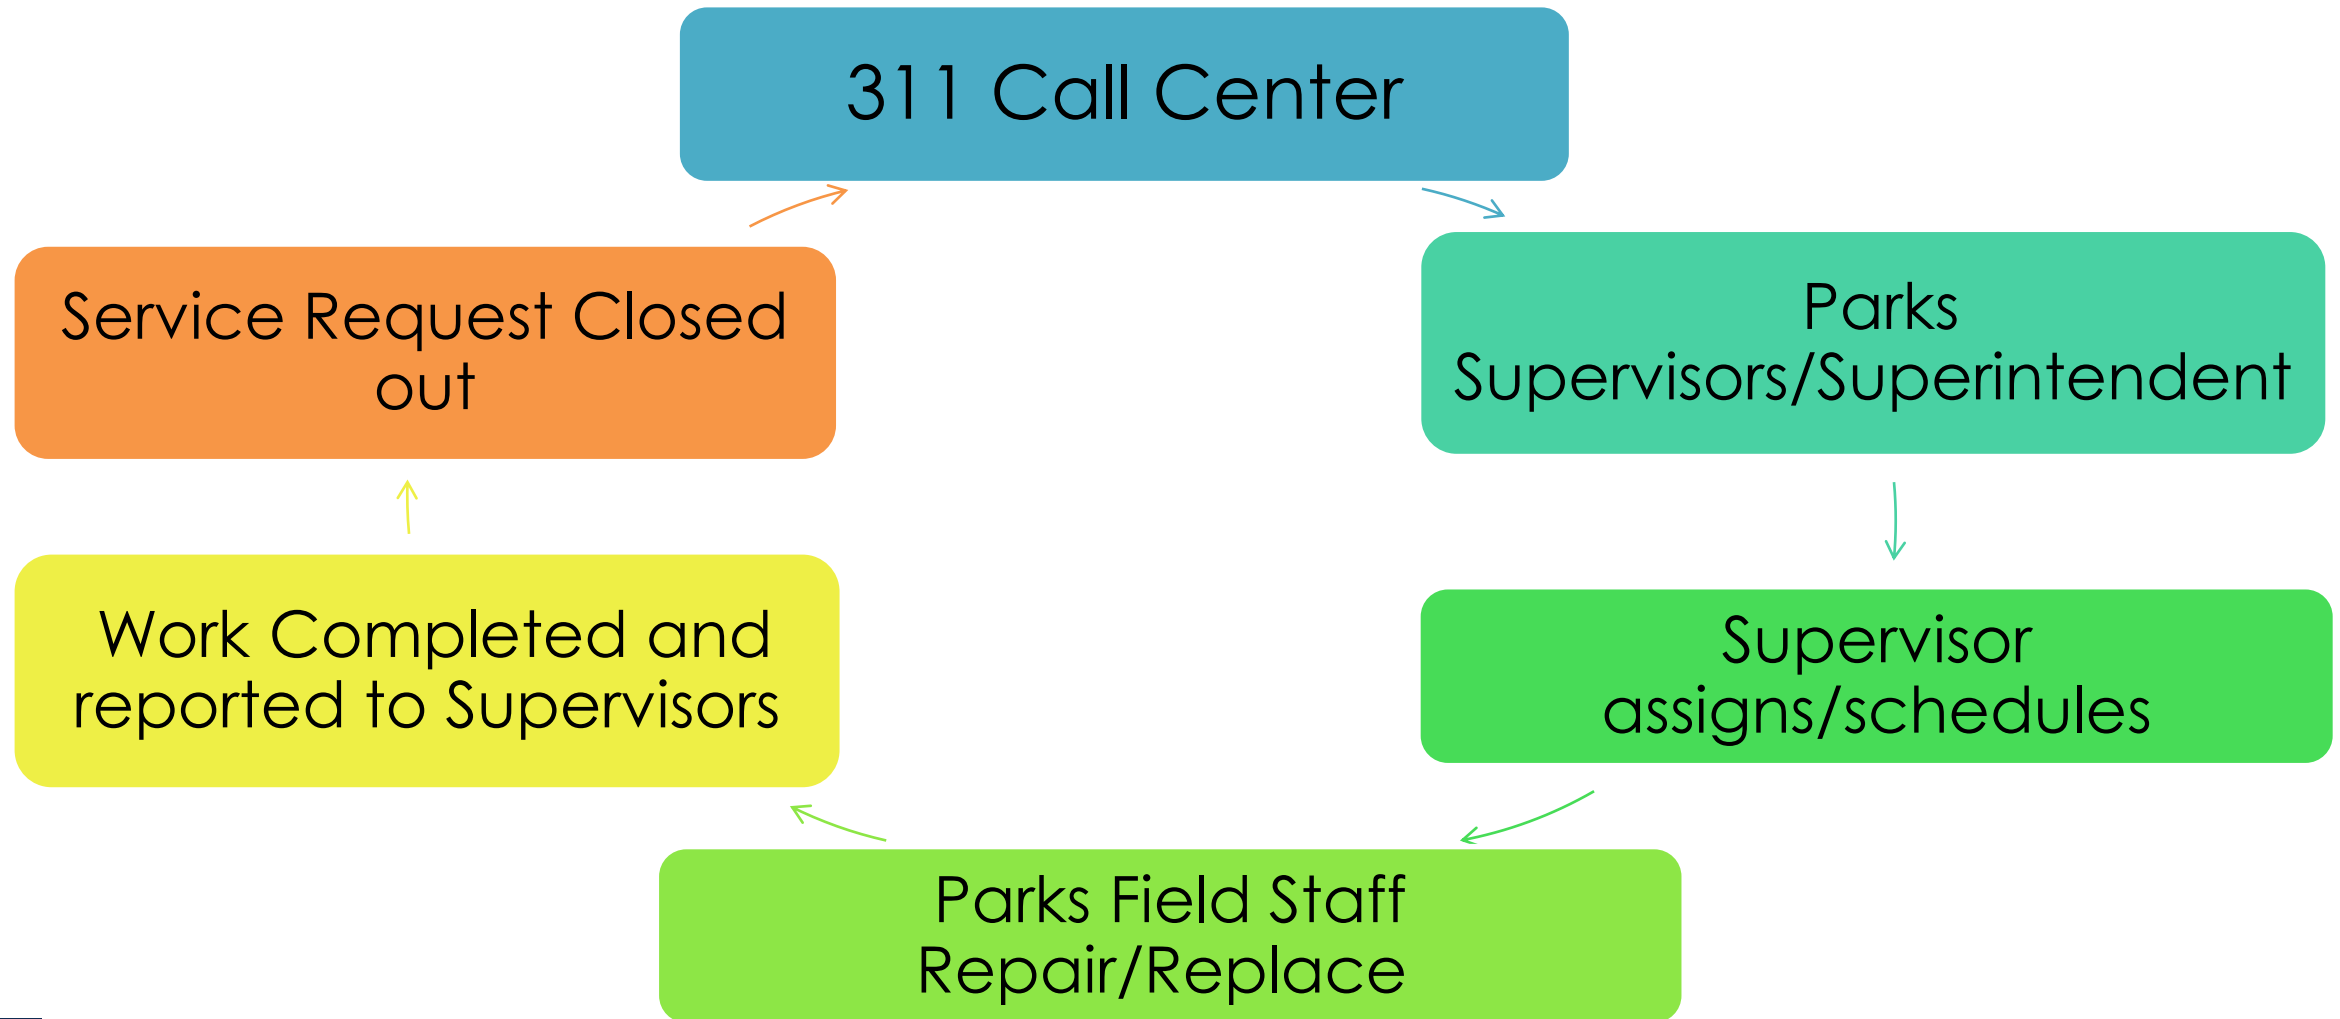 311 Call Center
Parks
Supervisors/Superintendent
Supervisor
assigns/schedules
Parks Field Staff
Repair/Replace
Work Completed and
reported to Supervisors
Service Request Closed
out